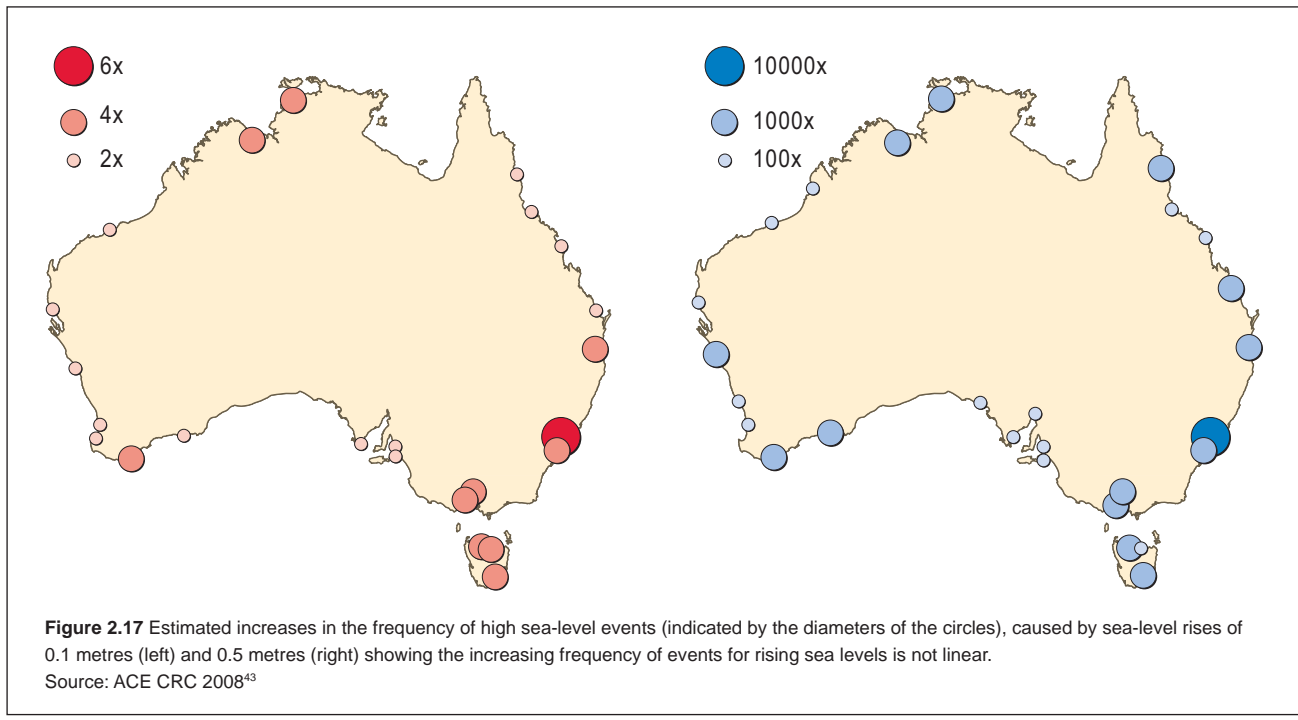 6x
4x
2x
10000x
1000x
100x
Figure 2.17 Estimated increases in the frequency of high sea-level events (indicated by the diameters of the circles), caused by sea-level rises of
0.1 metres (left) and 0.5 metres (right) showing the increasing frequency of events for rising sea levels is not linear.
Source: ACE CRC 2008⁴³